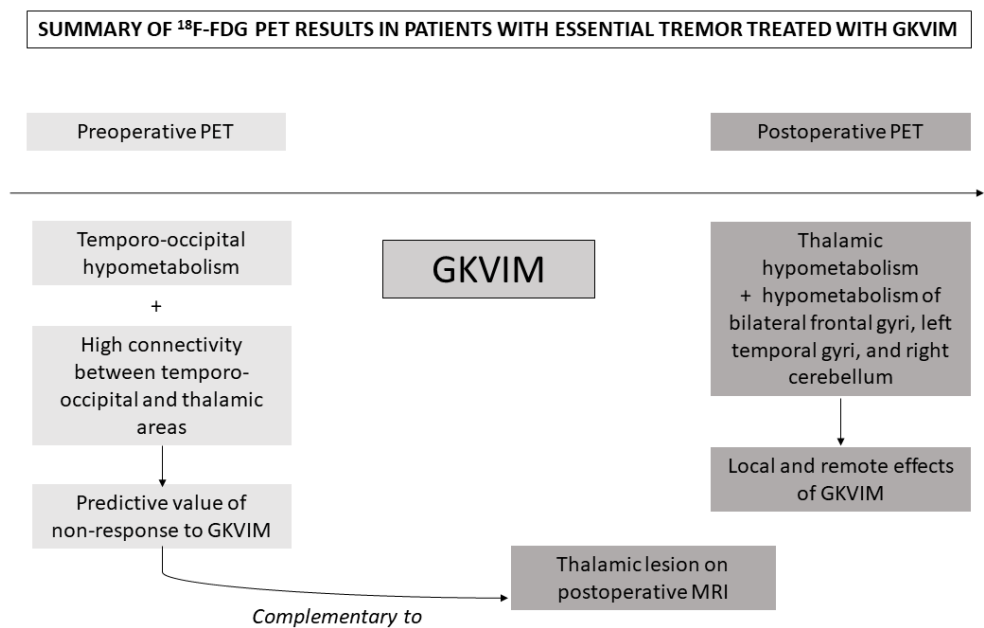 SUMMARY OF ¹⁸F-FDG PET RESULTS IN PATIENTS WITH ESSENTIAL TREMOR TREATED WITH GKVIM
Preoperative PET
Postoperative PET
Temporo-occipital
hypometabolism
+
High connectivity
between temporo-
occipital and thalamic
areas
Predictive value of
non-response to GKVIM
GKVIM
Thalamic
hypometabolism
+ hypometabolism of
bilateral frontal gyri, left
temporal gyri, and right
cerebellum
Local and remote effects
of GKVIM
Thalamic lesion on
postoperative MRI
Complementary to